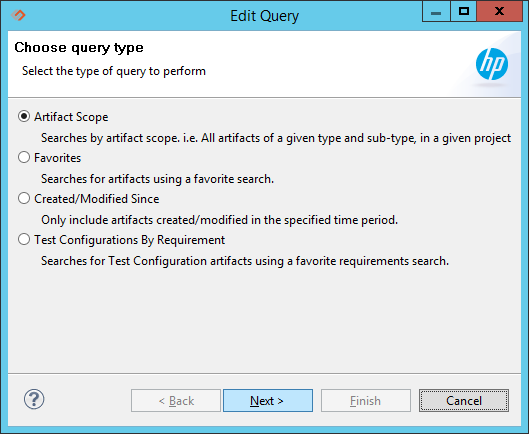 Edit Query
Choose query type
Select the type of query to perform
hp
Artifact Scope
Searches by artifact scope. i.e. All artifacts of a given type and sub-type, in a given project
Favorites
Searches for artifacts using a favorite search.
Created/Modified Since
Only include artifacts created/modified in the specified time period.
Test Configurations By Requirement
Searches for Test Configuration artifacts using a favorite requirements search.
? < Back Next > Finish Cancel